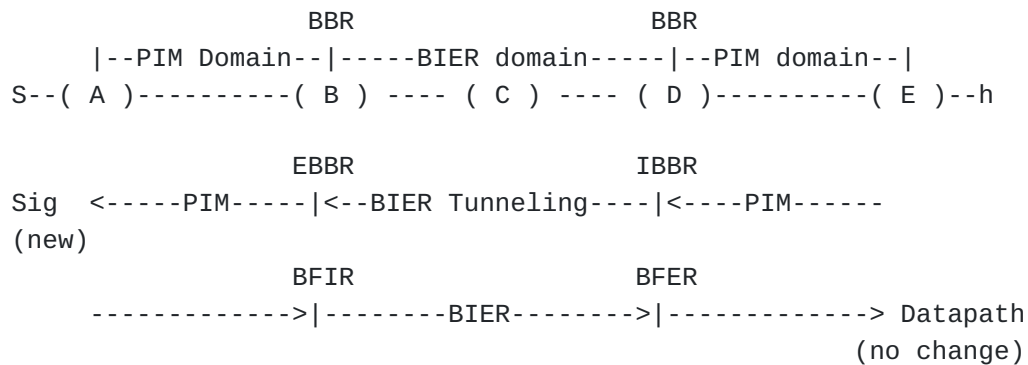 BBR                   BBR
     |--PIM Domain--|-----BIER domain-----|--PIM domain--|
S--( A )----------( B ) ---- ( C ) ---- ( D )----------( E )--h

                  EBBR                  IBBR
Sig  <-----PIM-----|<--BIER Tunneling----|<----PIM------
(new)
                  BFIR                  BFER
     ------------->|--------BIER-------->|-------------> Datapath
                                                     (no change)